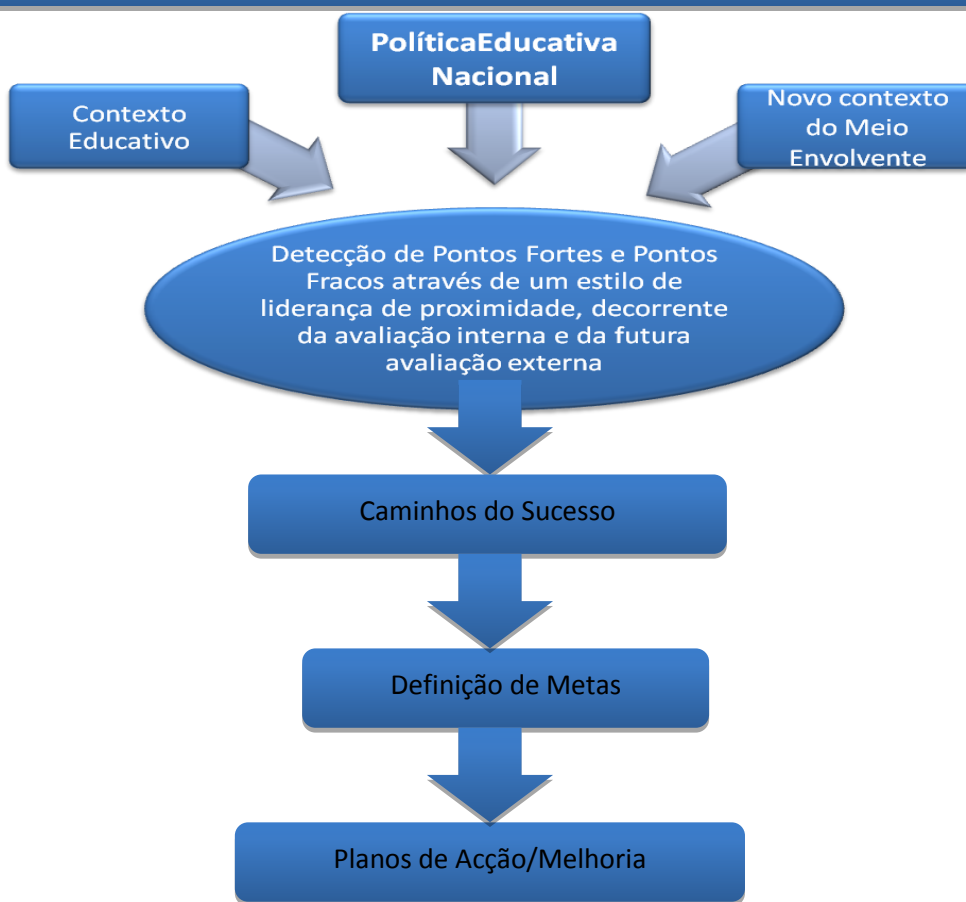 PolíticaEducativa
Nacional
Contexto
Educativo
Novo contexto
do Meio
Envolvente
Detecção de Pontos Fortes e Pontos
Fracos através de um estilo de
liderança de proximidade, decorrente
da avaliação interna e da futura
avaliação externa
Caminhos do Sucesso
Definição de Metas
Planos de Acção/Melhoria